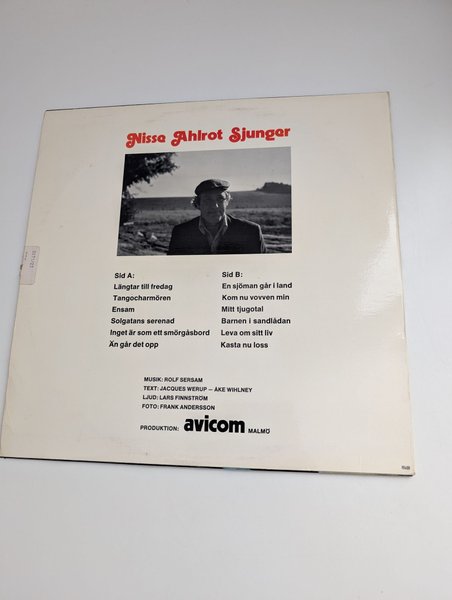 Nisse Ahlrot Sjunger
Sid A:
Längtar till fredag
Tangocharmören
Ensam
Solgatans serenad
Inget är som ett smörgåsbord
Än går det opp
Sid B:
En sjöman går i land
Kom nu vovven min
Mitt tjugotal
Barnen i sandlådan
Leva om sitt liv
Kasta nu loss
MUSIK: ROLF SERSAM
TEXT: JACQUES WERUP — ÅKE WIHLNEY
LJUD: LARS FINNSTRÖM
FOTO: FRANK ANDERSSON
PRODUKTION: avicom MALMÖ